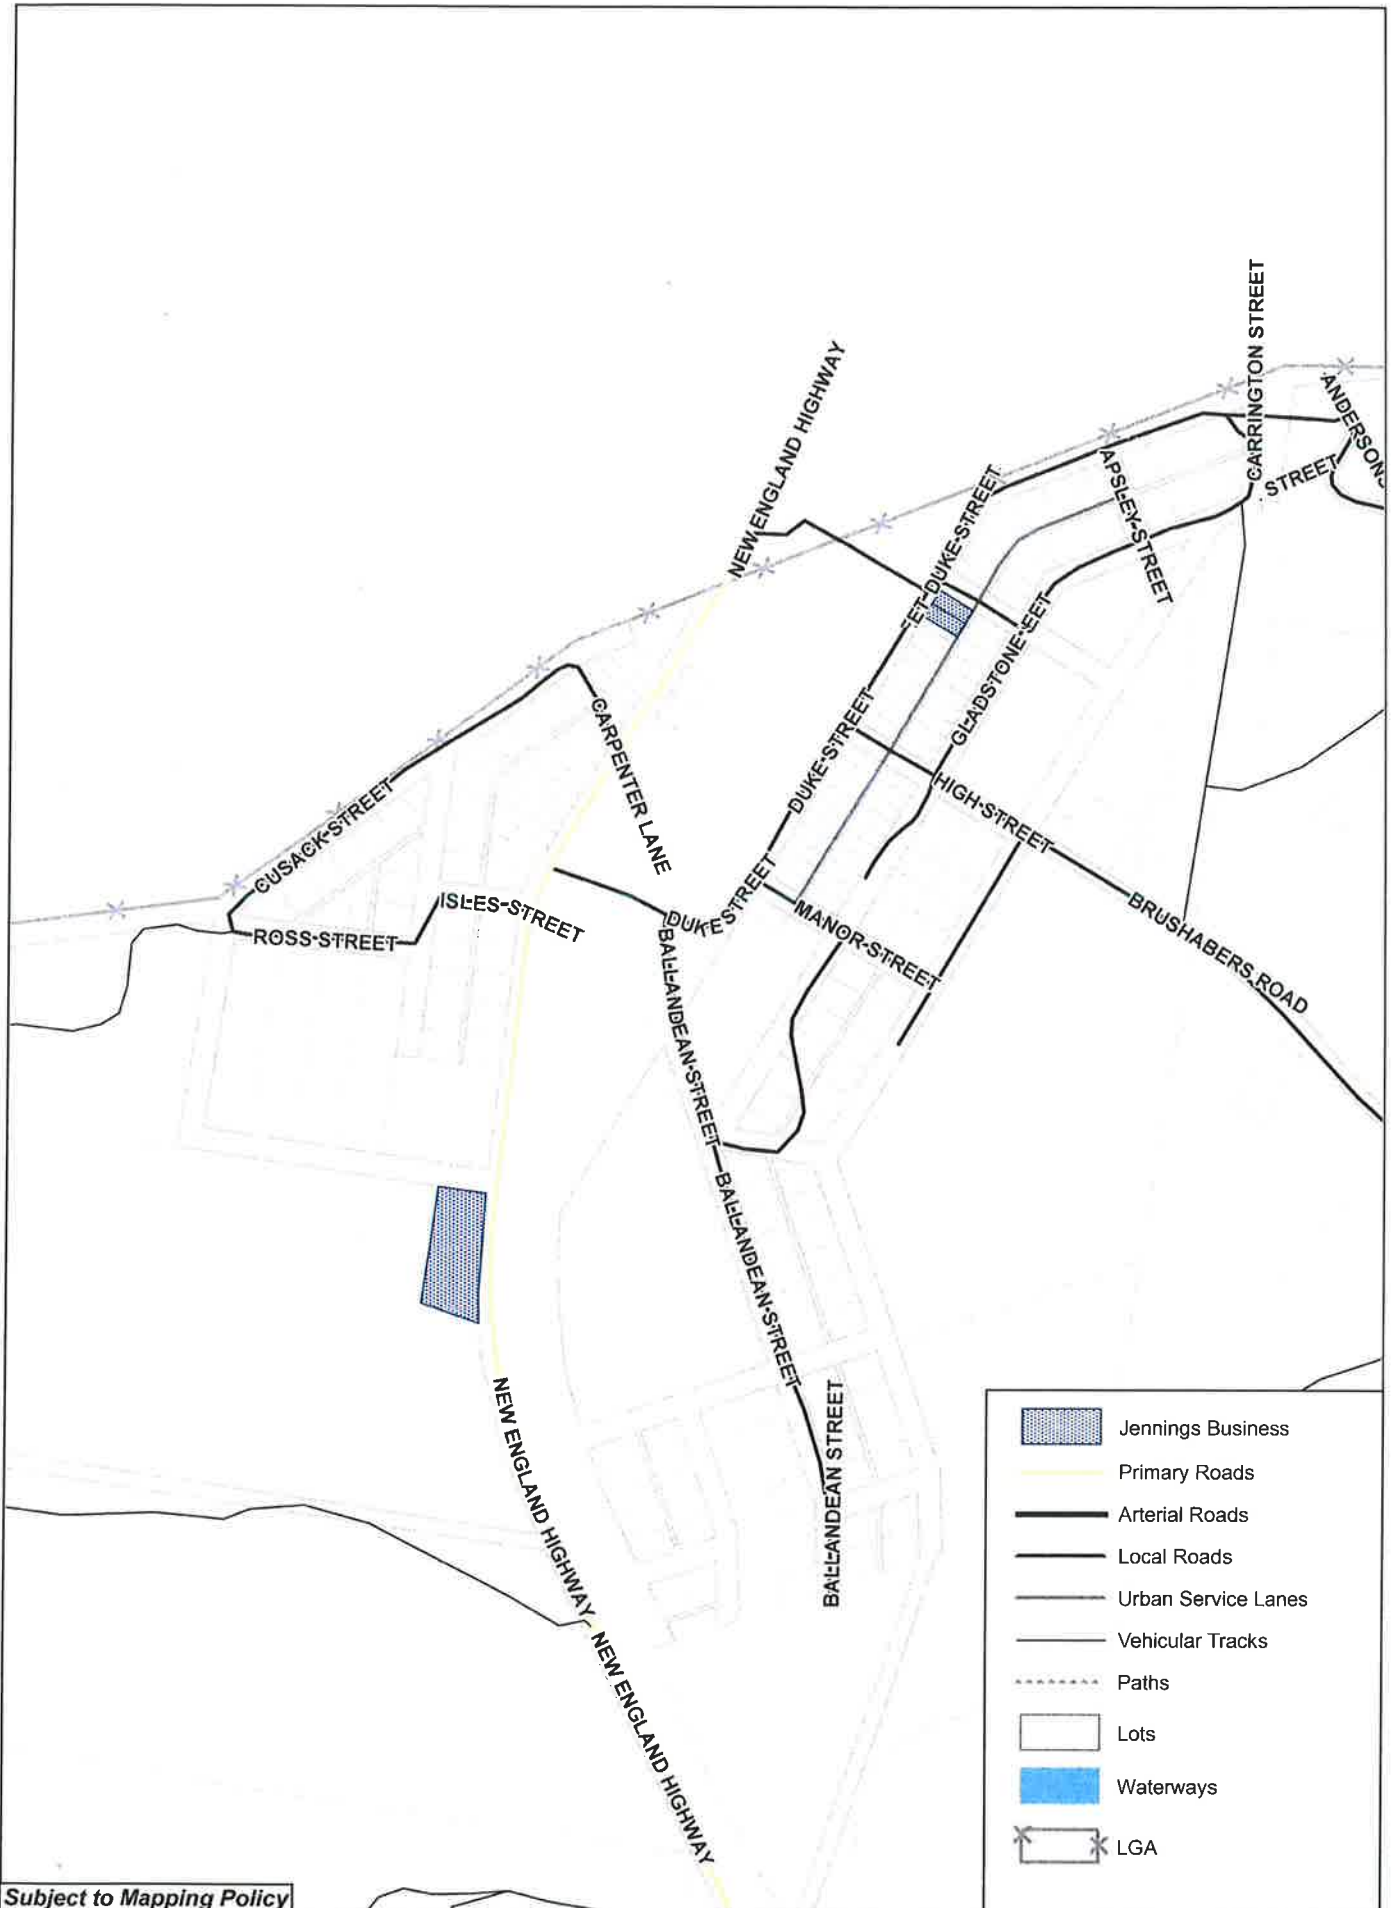 CARRINGTON STREET
NEW ENGLAND HIGHWAY
ANDERSONS
STREET
APSLEY STREET
DUKE STREET
EET
GLADSTONE
EET
CARPENTER LANE
DUKE STREET
HIGH STREET
CUSACK STREET
BRUSHABERS ROAD
ISLES STREET
DUKE STREET
MANOR STREET
ROSS STREET
BALLANDEAN STREET
BALLANDEAN STREET
BALLANDEAN STREET
NEW ENGLAND HIGHWAY
NEW ENGLAND HIGHWAY
Jennings Business
Primary Roads
Arterial Roads
Local Roads
Urban Service Lanes
Vehicular Tracks
Paths
Lots
Waterways
LGA
Subject to Mapping Policy